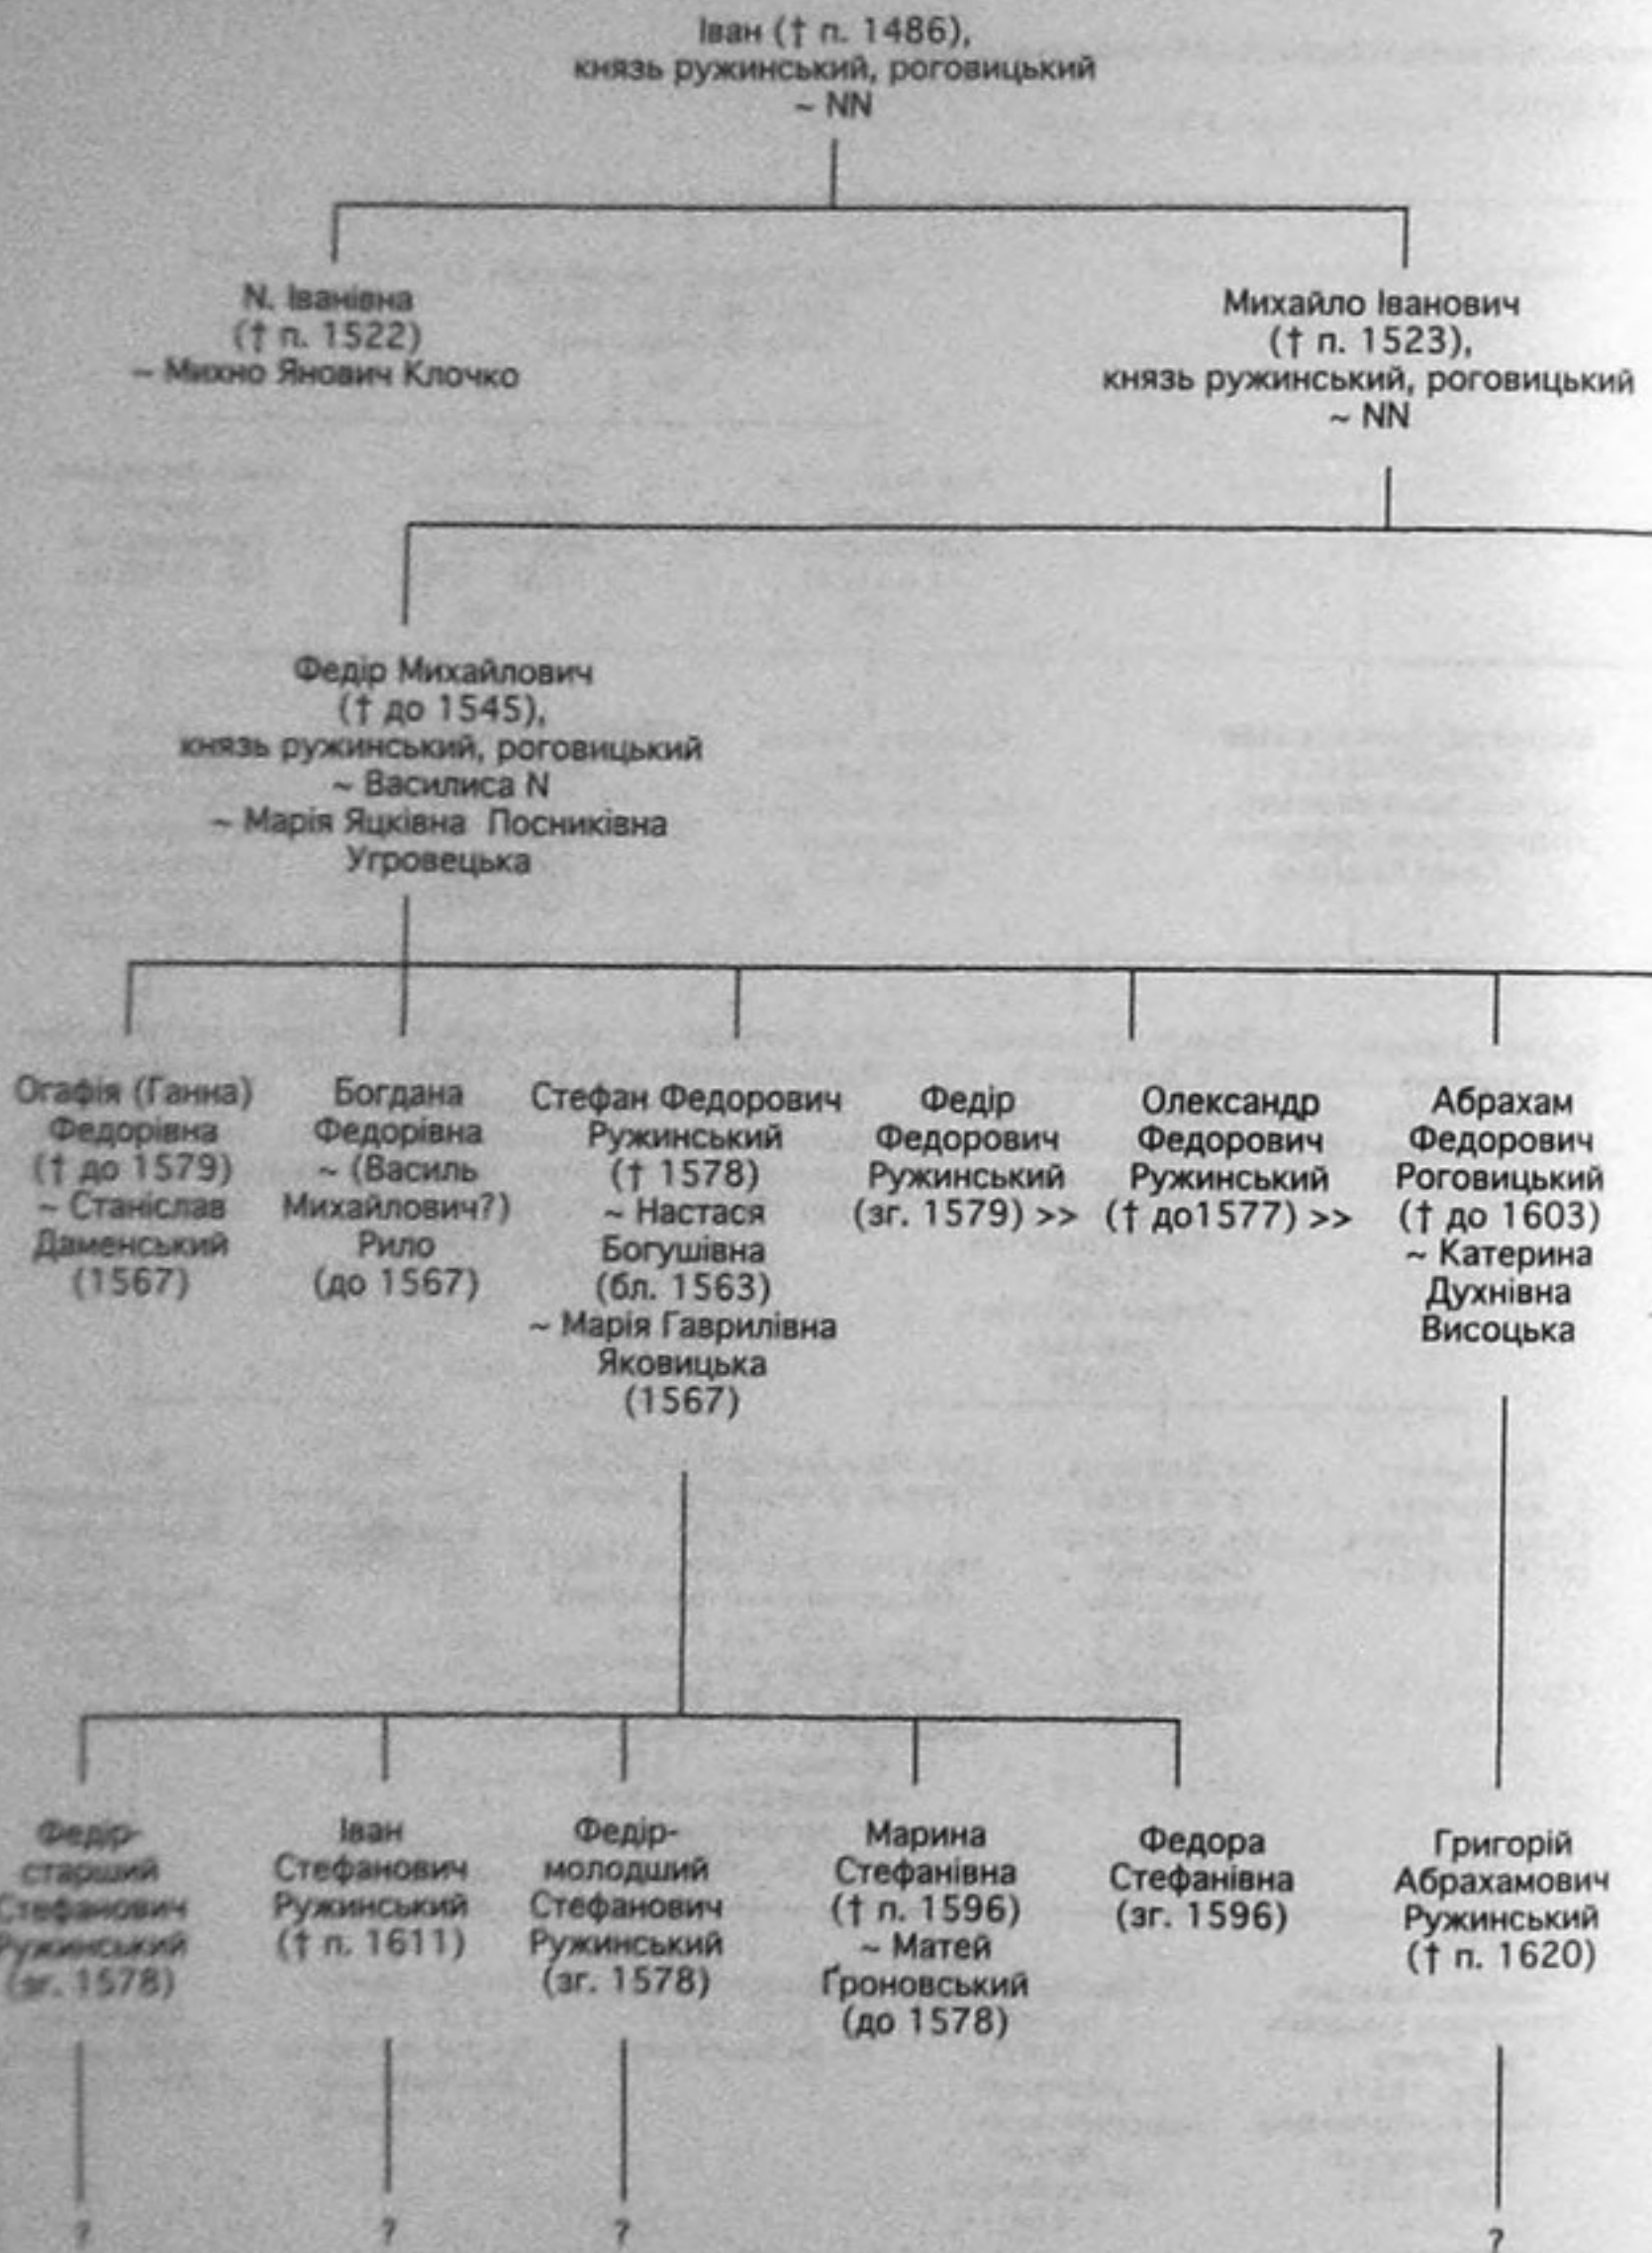 Іван († п. 1486),
князь ружинський, роговицький
~ NN
N. Іванівна
(† п. 1522)
~ Михно Янович Клочко
Михайло Іванович
(† п. 1523),
князь ружинський, роговицький
~ NN
Федір Михайлович
(† до 1545),
князь ружинський, роговицький
~ Василиса N
~ Марія Яцківна Посниківна
Угровецька
Огафія (Ганна)
Федорівна
(† до 1579)
~ Станіслав
Даменський
(1567)
Богдана
Федорівна
~ (Василь
Михайлович?)
Рило
(до 1567)
Стефан Федорович
Ружинський
(† 1578)
~ Настася
Богушівна
(бл. 1563)
~ Марія Гаврилівна
Яковицька
(1567)
Федір
Федорович
Ружинський
(зг. 1579) >>
Олександр
Федорович
Ружинський
(† до1577) >>
Абрахам
Федорович
Роговицький
(† до 1603)
~ Катерина
Духнівна
Висоцька
Федір-
старший
Стефанович
Ружинський
(зг. 1578)
?
Іван
Стефанович
Ружинський
(† п. 1611)
?
Федір-
молодший
Стефанович
Ружинський
(зг. 1578)
?
Марина
Стефанівна
(† п. 1596)
~ Матей
Ґроновський
(до 1578)
Федора
Стефанівна
(зг. 1596)
Григорій
Абрахамович
Ружинський
(† п. 1620)
?